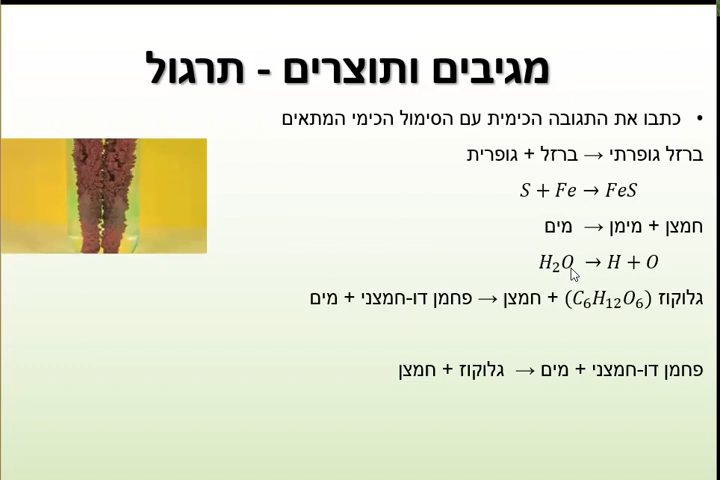 מגיבים ותוצרים - תרגול
• כתבו את התגובה הכימית עם הסימול הכימי המתאים
ברזל גופרתי → ברזל + גופרית
S + Fe → FeS
חמצן + מימן → מים
H₂O → H + O
גלוקוז (C₆H₁₂O₆) + חמצן → פחמן דו-חמצני + מים
פחמן דו-חמצני + מים → גלוקוז + חמצן